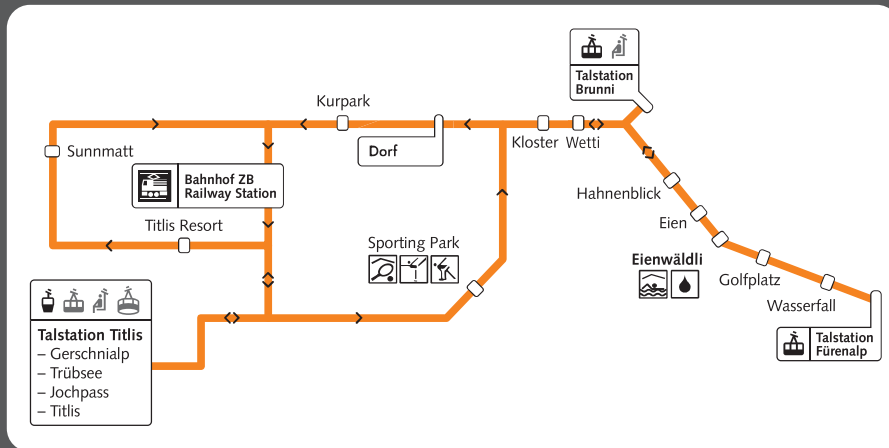 Talstation
Brunni
Kurpark
Dorf
Kloster
Wetti
Sunnmatt
Bahnhof ZB
Railway Station
Hahnenblick
Titlis Resort
Eien
Sporting Park
Eienwäldli
Golfplatz
Wasserfall
Talstation
Fürenalp
Talstation Titlis
– Gerschnialp
– Trübsee
– Jochpass
– Titlis